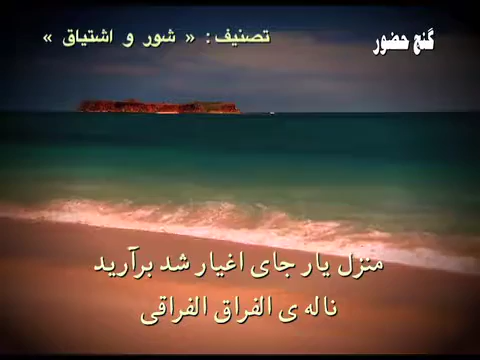 گنج حضور
تصنیف: « شور و اشتیاق »
منزل یار جای اغیار شد برآرید
ناله ی الفراق الفراقی